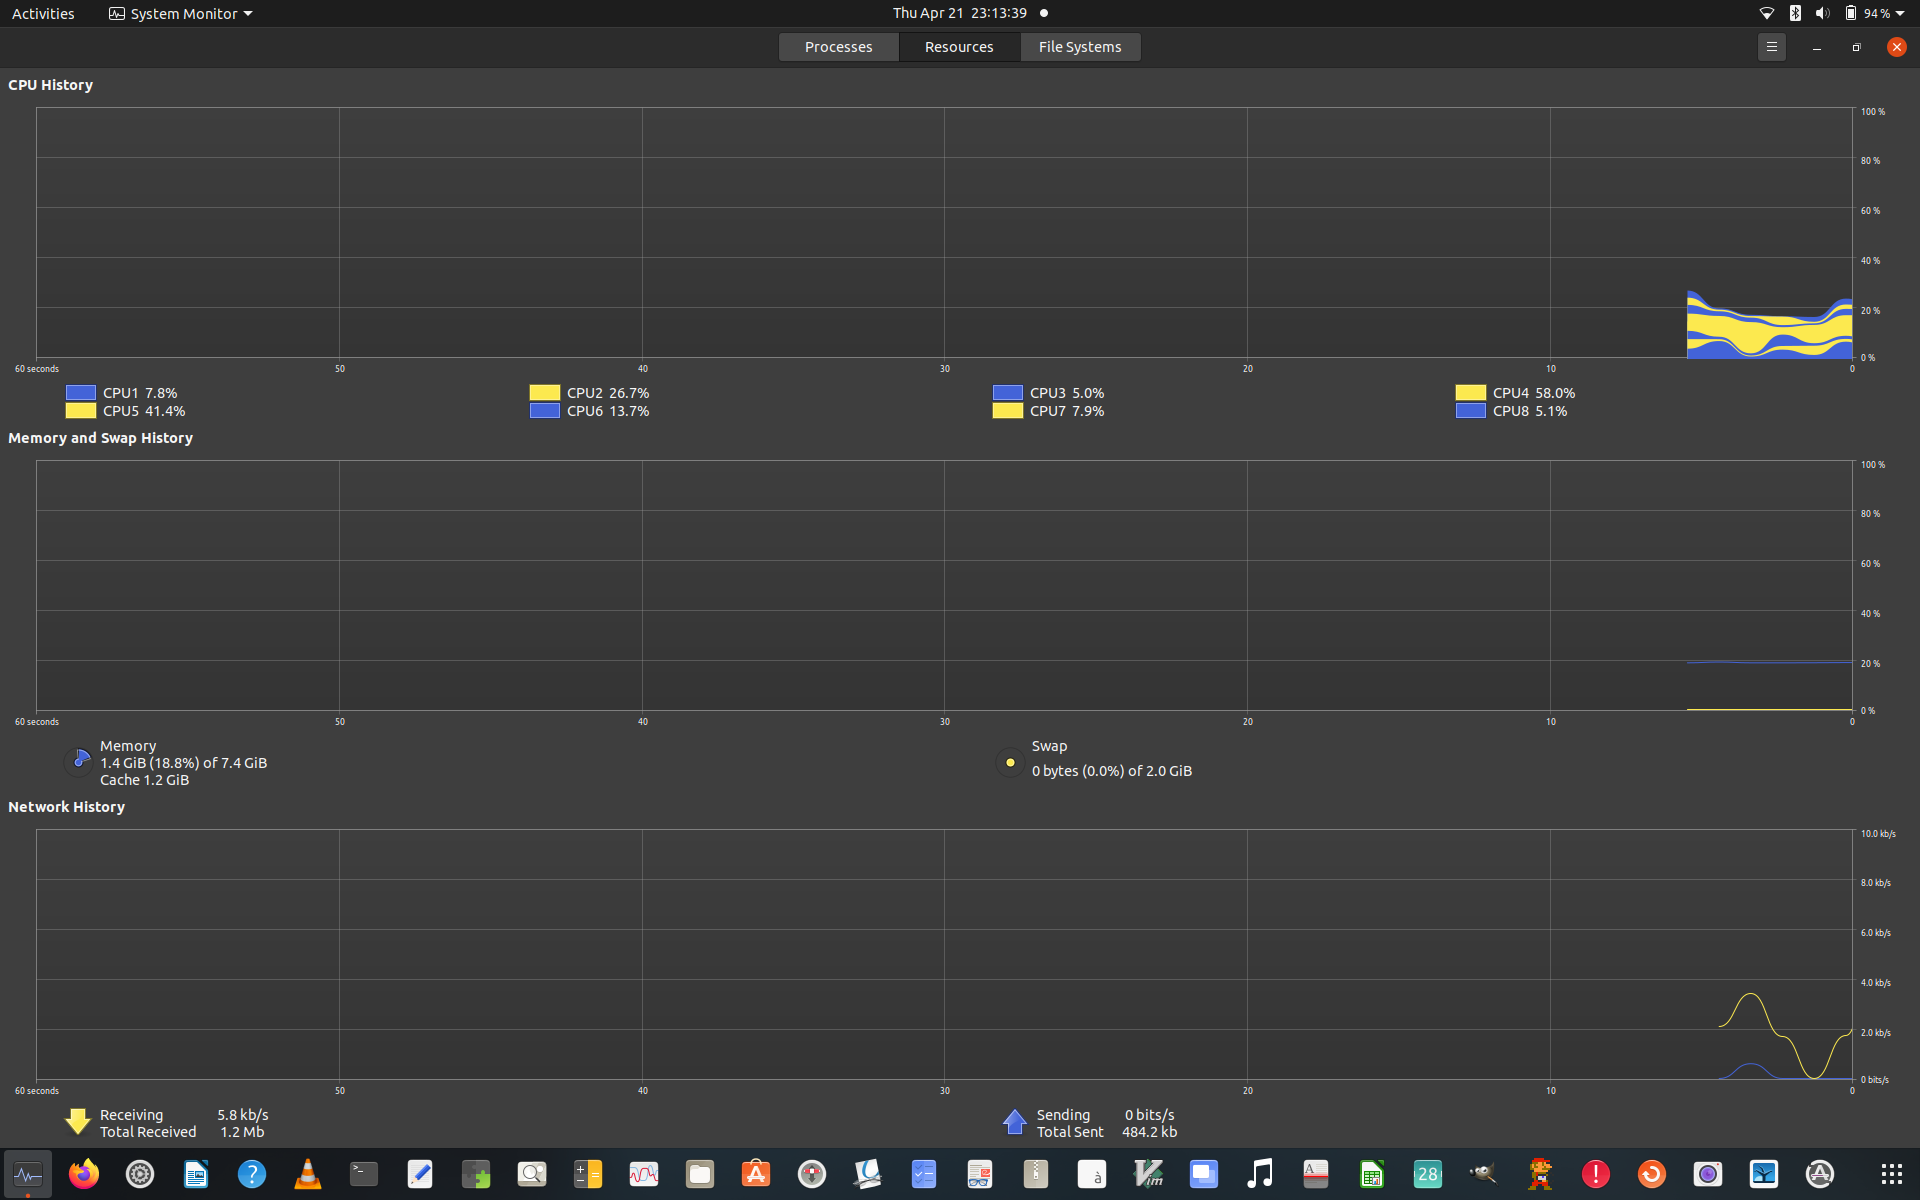 Activities System Monitor Thu Apr 21 23:13:39 94 %
Processes Resources File Systems
CPU History
100 %
80 %
60 %
40 %
20 %
0 %
60 seconds 50 40 30 20 10 0
CPU1 7.8% CPU2 26.7% CPU3 5.0% CPU4 58.0%
CPU5 41.4% CPU6 13.7% CPU7 7.9% CPU8 5.1%
Memory and Swap History
100 %
80 %
60 %
40 %
20 %
0 %
60 seconds 50 40 30 20 10 0
Memory Swap
1.4 GiB (18.8%) of 7.4 GiB 0 bytes (0.0%) of 2.0 GiB
Cache 1.2 GiB
Network History
10.0 kb/s
8.0 kb/s
6.0 kb/s
4.0 kb/s
2.0 kb/s
0 bits/s
60 seconds 50 40 30 20 10 0
Receiving 5.8 kb/s Sending 0 bits/s
Total Received 1.2 Mb Total Sent 484.2 kb
>_ ? à Vim A 28 !